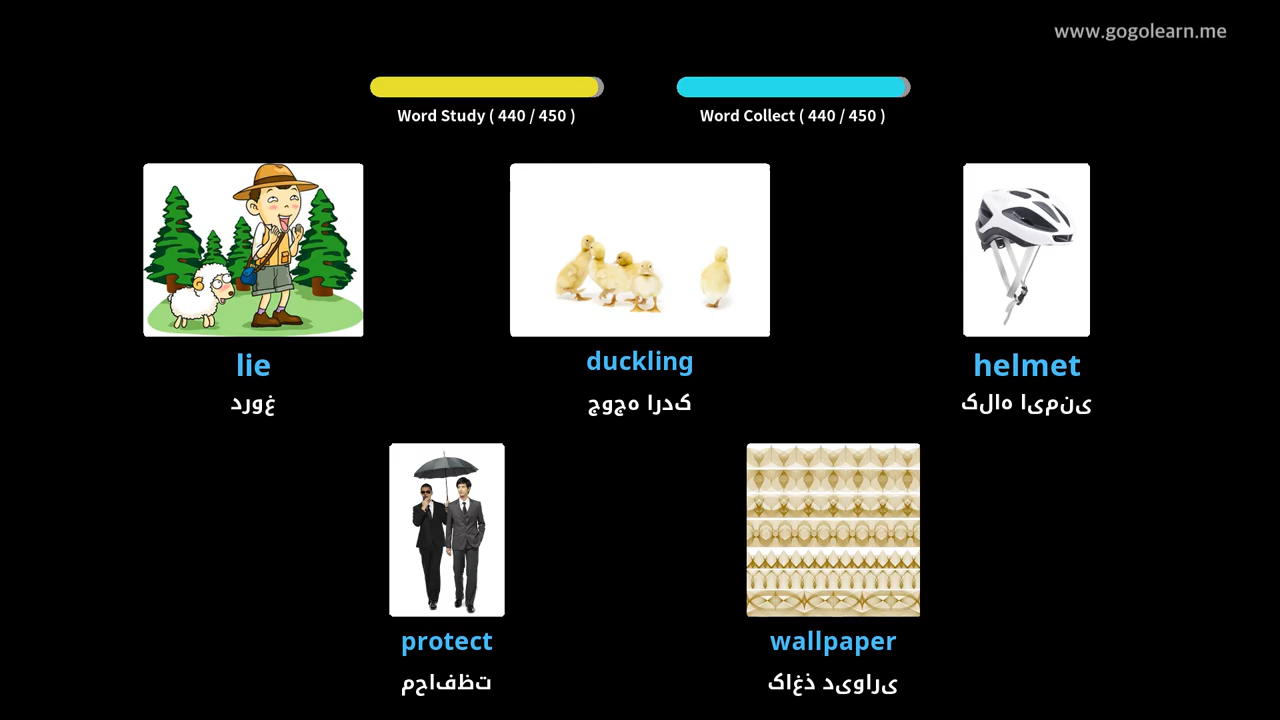 www.gogolearn.me
Word Study ( 440 / 450 )
Word Collect ( 440 / 450 )
lie
دروغ
duckling
جوجه اردک
helmet
کلاه ایمنی
protect
محافظت
wallpaper
کاغذ دیواری